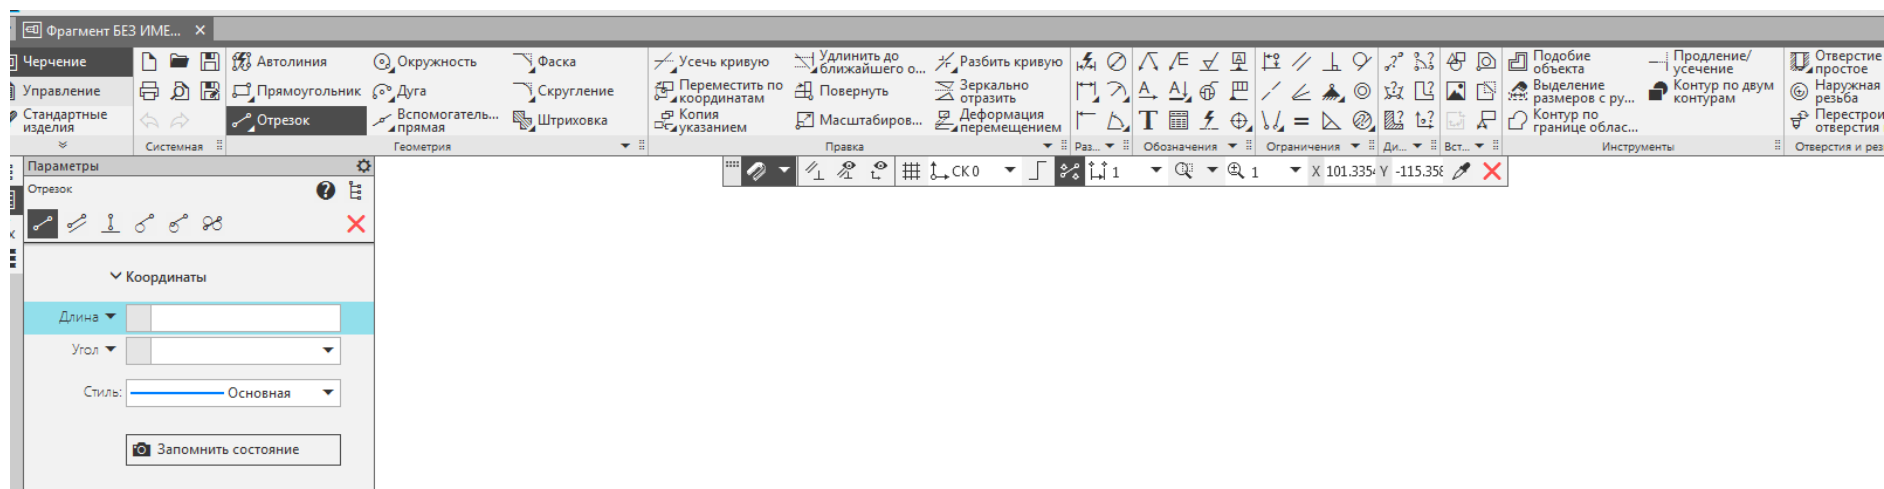 Фрагмент БЕЗ ИМЕ...
Черчение
Управление
Стандартные
изделия
Системная
Автолиния
Прямоугольник
Отрезок
Окружность
Дуга
Вспомогатель...
прямая
Фаска
Скругление
Штриховка
Геометрия
Усечь кривую
Переместить по
координатам
Копия
указанием
Удлинить до
ближайшего о...
Повернуть
Масштабиров...
Разбить кривую
Зеркально
отразить
Деформация
перемещением
Правка
Раз...
Обозначения
Ограничения
Ди...
Вст...
Подобие
объекта
Выделение
размеров с ру...
Контур по
границе облас...
Продление/
усечение
Контур по двум
контурам
Инструменты
Отверстие
простое
Наружная
резьба
Перестрои
отверстия
Отверстия и рез
Параметры
Отрезок
СК 0
1
1
X 101.335
Y -115.358
Координаты
Длина
Угол
Стиль:
Основная
Запомнить состояние